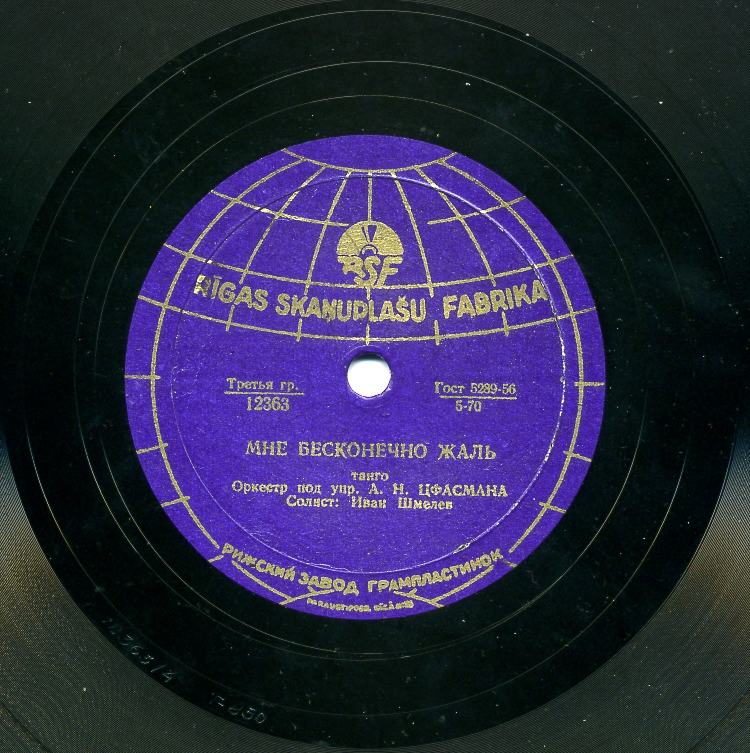 RSF
RĪGAS SKAŅUPLAŠU FABRIKA
Третья гр.
12363
Гост 5289-56
5-70
МНЕ БЕСКОНЕЧНО ЖАЛЬ
танго
Оркестр под упр. А. Н. ЦФАСМАНА
Солист: Иван Шмелев
РИЖСКИЙ ЗАВОД ГРАМПЛАСТИНОК